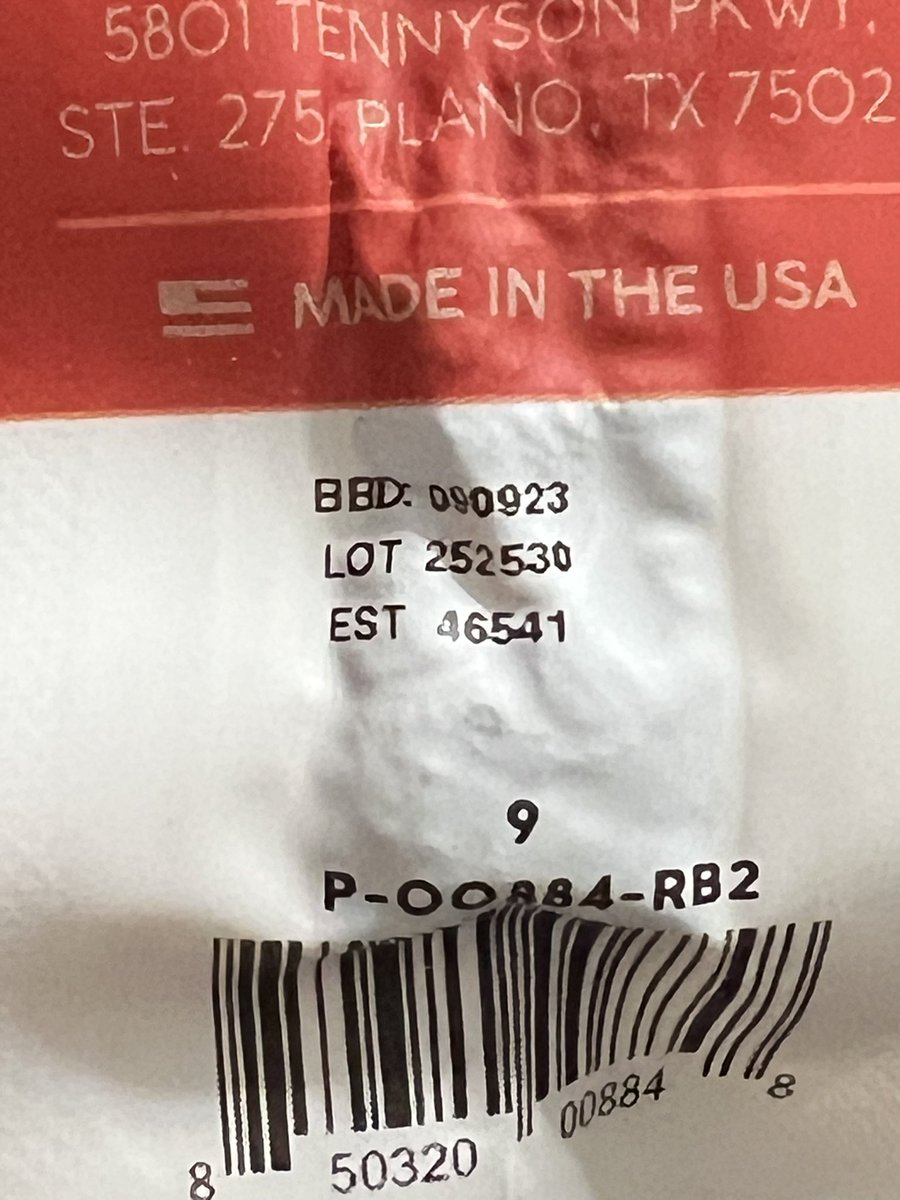 5801 TENNYSON PKWY,
STE. 275 PLANO, TX 7502
MADE IN THE USA
BBD: 090923
LOT 252530
EST 46541
9
P-00884-RB2
8 50320 00884 8